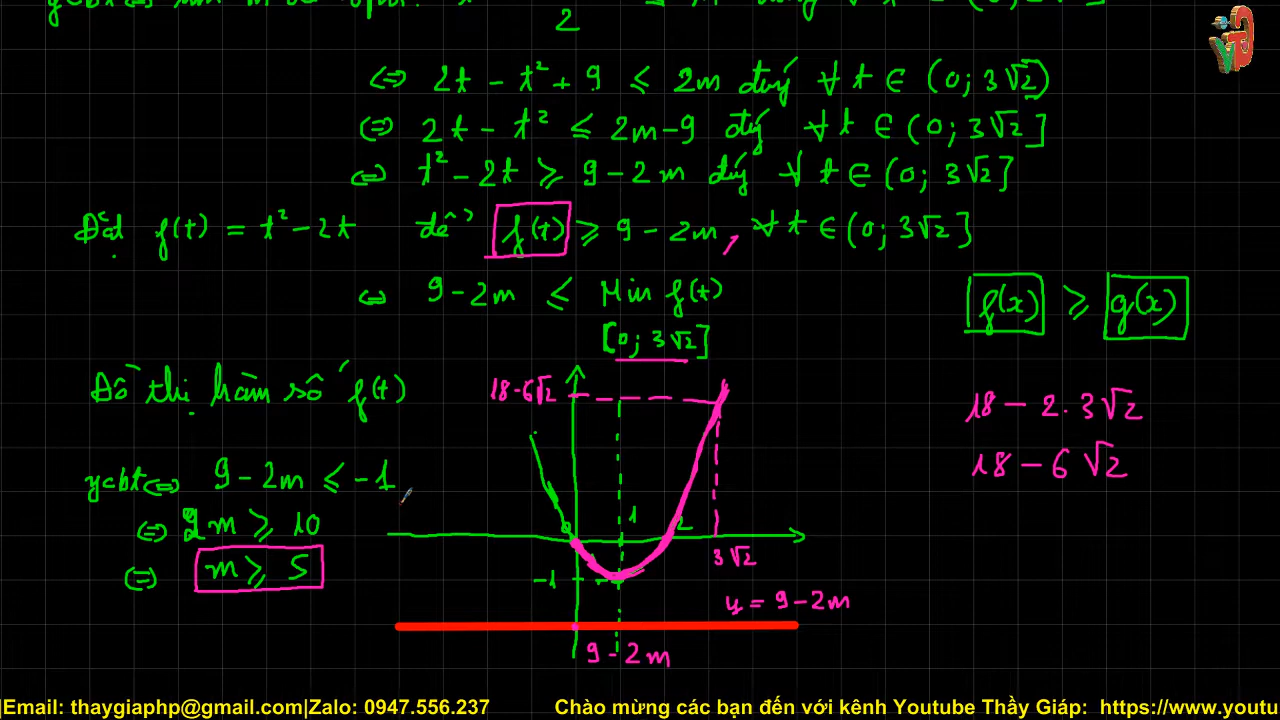 2
⇔ 2t - t² + 9 ≤ 2m đúng ∀ t ∈ (0; 3√2)
⇔ 2t - t² ≤ 2m-9 đúng ∀ t ∈ (0; 3√2]
⇔ t² - 2t ≥ 9-2m đúng ∀ t ∈ (0; 3√2]
Đặt f(t) = t² - 2t để f(t) ≥ 9-2m, ∀ t ∈ (0; 3√2]
⇔ 9-2m ≤ Min f(t)
[0; 3√2]
f(x) ≥ g(x)
Đồ thị hàm số f(t)
18-6√2
18 - 2.3√2
18 - 6√2
ycbt ⇔ 9-2m ≤ -1
⇔ 2m ≥ 10
⇔ m ≥ 5
0 1 2
3√2
-1
y = 9-2m
9-2m
|Email: thaygiaphp@gmail.com|Zalo: 0947.556.237 Chào mừng các bạn đến với kênh Youtube Thầy Giáp: https://www.youtu